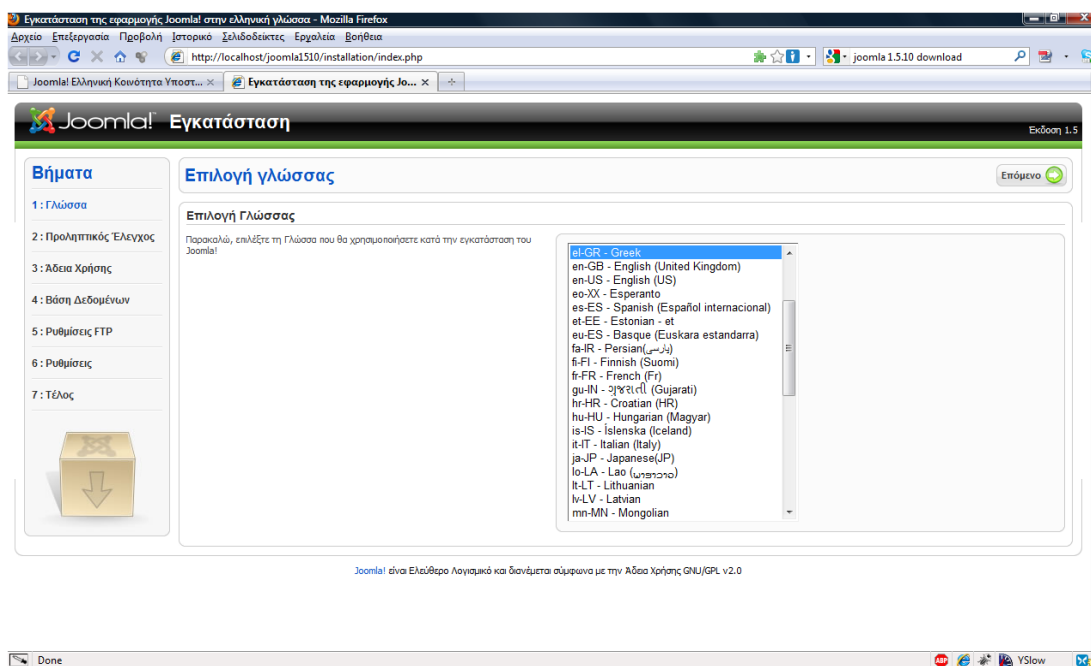 Εγκατάσταση της εφαρμογής Joomla! στην ελληνική γλώσσα - Mozilla Firefox
Αρχείο Επεξεργασία Προβολή Ιστορικό Σελιδοδείκτες Εργαλεία Βοήθεια
http://localhost/joomla1510/installation/index.php
joomla 1.5.10 download
Joomla! Ελληνική Κοινότητα Υποστ...
Εγκατάσταση της εφαρμογής Jo...
Joomla! Εγκατάσταση
Έκδοση 1.5
Βήματα
1 : Γλώσσα
2 : Προληπτικός Έλεγχος
3 : Άδεια Χρήσης
4 : Βάση Δεδομένων
5 : Ρυθμίσεις FTP
6 : Ρυθμίσεις
7 : Τέλος
Επιλογή γλώσσας
Επόμενο
Επιλογή Γλώσσας
Παρακαλώ, επιλέξτε τη Γλώσσα που θα χρησιμοποιήσετε κατά την εγκατάσταση του
Joomla!
el-GR - Greek
en-GB - English (United Kingdom)
en-US - English (US)
eo-XX - Esperanto
es-ES - Spanish (Español internacional)
et-EE - Estonian - et
eu-ES - Basque (Euskara estandarra)
fa-IR - Persian(پارسی)
fi-FI - Finnish (Suomi)
fr-FR - French (Fr)
gu-IN - ગુજરાતી (Gujarati)
hr-HR - Croatian (HR)
hu-HU - Hungarian (Magyar)
is-IS - Íslenska (Iceland)
it-IT - Italian (Italy)
ja-JP - Japanese(JP)
lo-LA - Lao (ພາສາລາວ)
lt-LT - Lithuanian
lv-LV - Latvian
mn-MN - Mongolian
Joomla! είναι Ελεύθερο Λογισμικό και διανέμεται σύμφωνα με την Άδεια Χρήσης GNU/GPL v2.0
Done
ABP
YSlow